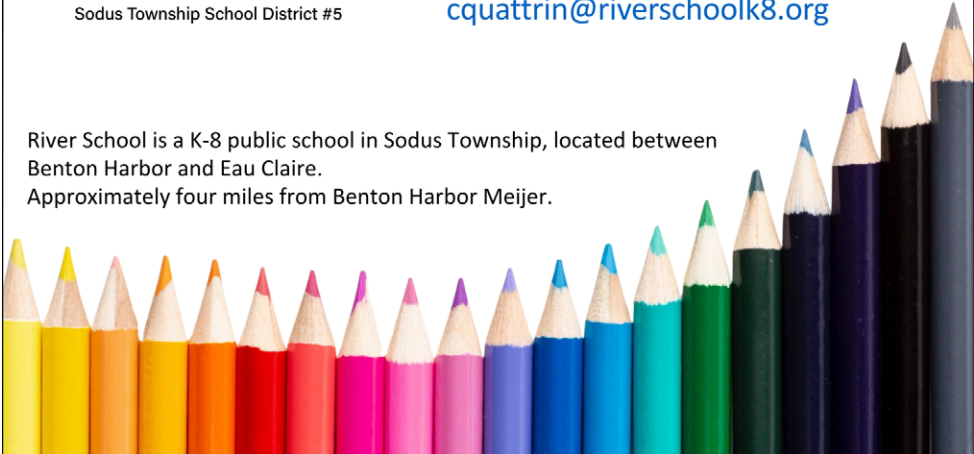 Sodus Township School District #5
cquattrin@riverschoolk8.org
River School is a K-8 public school in Sodus Township, located between
Benton Harbor and Eau Claire.
Approximately four miles from Benton Harbor Meijer.